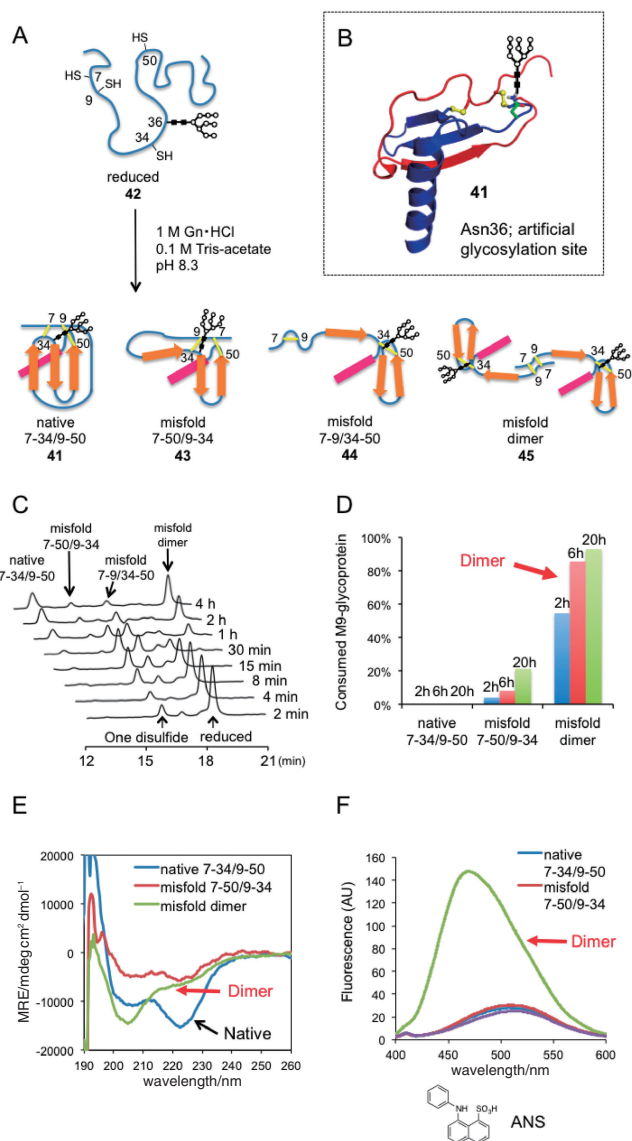 A
HS
50
HS
7
SH
9
36
34
SH
reduced
42
1 M Gn•HCl
0.1 M Tris-acetate
pH 8.3
B
41
Asn36; artificial
glycosylation site
7 9
34
50
native
7-34/9-50
41
9 7
34
50
misfold
7-50/9-34
43
7 9
34
50
misfold
7-9/34-50
44
50
34
9
7
9
7
34
50
misfold
dimer
45
C
native
7-34/9-50
misfold
7-50/9-34
misfold
7-9/34-50
misfold
dimer
4 h
2 h
1 h
30 min
15 min
8 min
4 min
2 min
One disulfide
reduced
12 15 18 21 (min)
D
Consumed M9-glycoprotein
100%
80%
60%
40%
20%
0%
Dimer
2h 6h 20h
2h 6h 20h
2h 6h 20h
native
7-34/9-50
misfold
7-50/9-34
misfold
dimer
E
MRE/mdeg cm² dmol⁻¹
20000
10000
0
-10000
-20000
native 7-34/9-50
misfold 7-50/9-34
misfold dimer
Dimer
Native
190 200 210 220 230 240 250 260
wavelength/nm
F
Fluorescence (AU)
160
140
120
100
80
60
40
20
0
native
7-34/9-50
misfold
7-50/9-34
Dimer
400 450 500 550 600
wavelength/nm
NH SO₃H
ANS